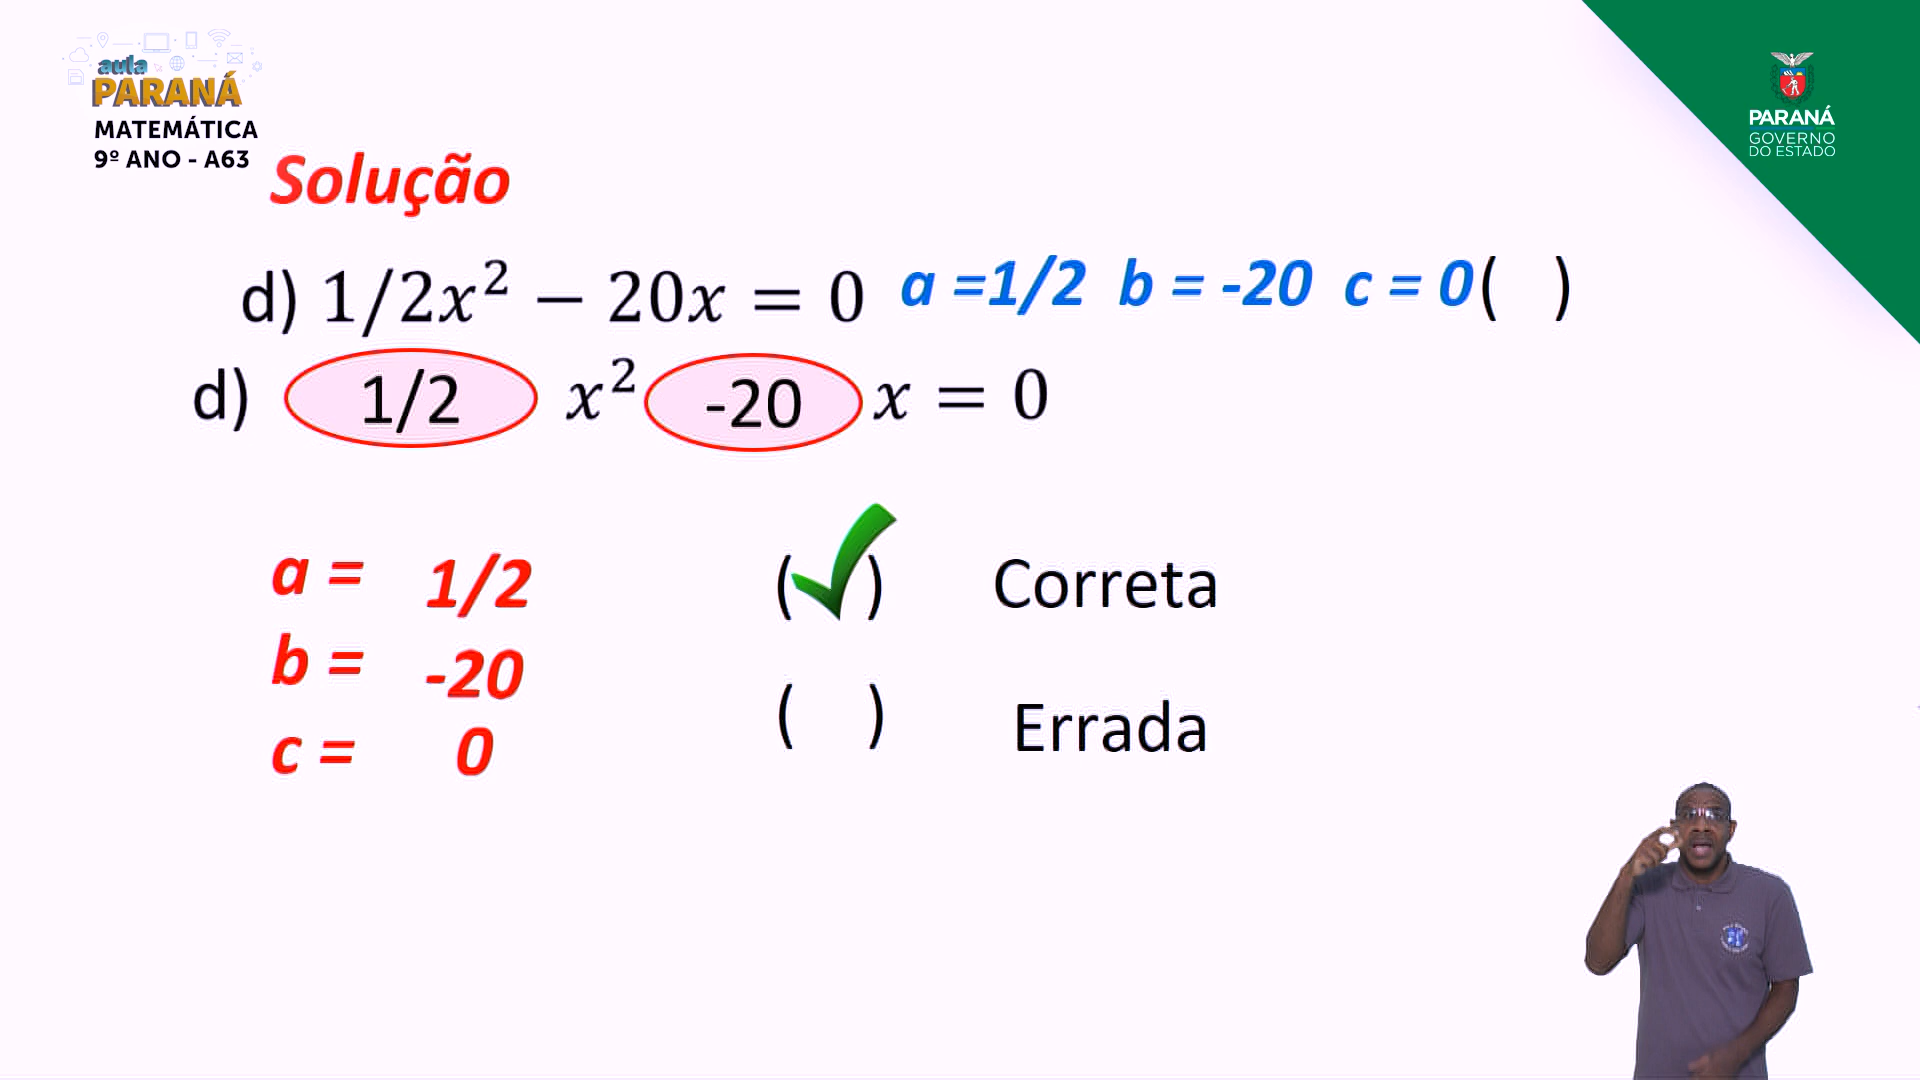 aula
PARANÁ
MATEMÁTICA
9º ANO - A63
PARANÁ
GOVERNO
DO ESTADO
Solução
d) 1/2x² − 20x = 0 a =1/2 b = -20 c = 0( )
d) 1/2 x² -20 x = 0
a = 1/2
b = -20
c = 0
( ) Correta
( ) Errada